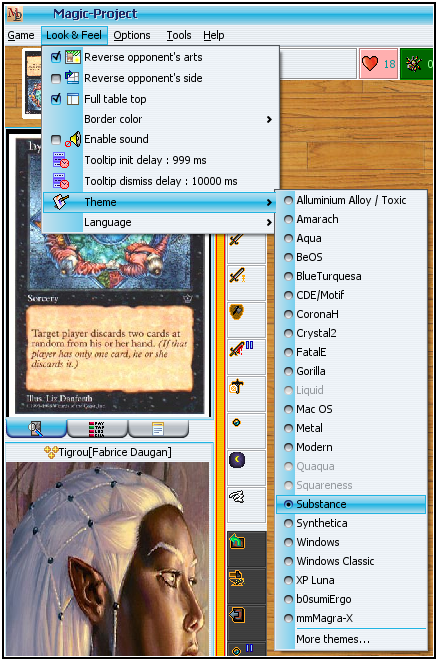 Magic-Project
Game Look & Feel Options Tools Help
Reverse opponent's arts
Reverse opponent's side
Full table top
Border color
Enable sound
Tooltip init delay : 999 ms
Tooltip dismiss delay : 10000 ms
Theme
Language
18
0
Alluminium Alloy / Toxic
Amarach
Aqua
BeOS
BlueTurquesa
CDE/Motif
CoronaH
Crystal2
FatalE
Gorilla
Liquid
Mac OS
Metal
Modern
Quaqua
Squareness
Substance
Synthetica
Windows
Windows Classic
XP Luna
b0sumiErgo
mmMagra-X
More themes...
Sorcery
Target player discards two cards at
random from his or her hand. (If that
player has only one card, he or she
discards it.)
Illus. Liz Danforth
Tigrou[Fabrice Daugan]